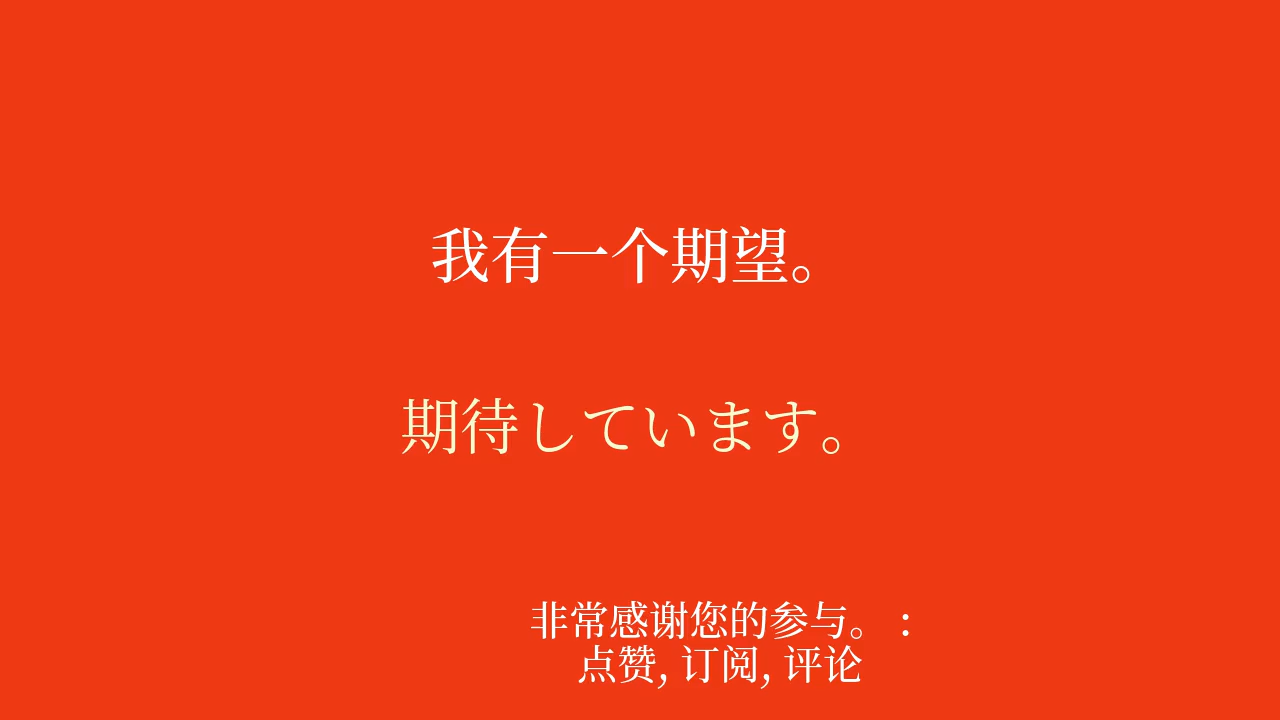 我有一个期望。
期待しています。
非常感谢您的参与。 :
点赞, 订阅, 评论